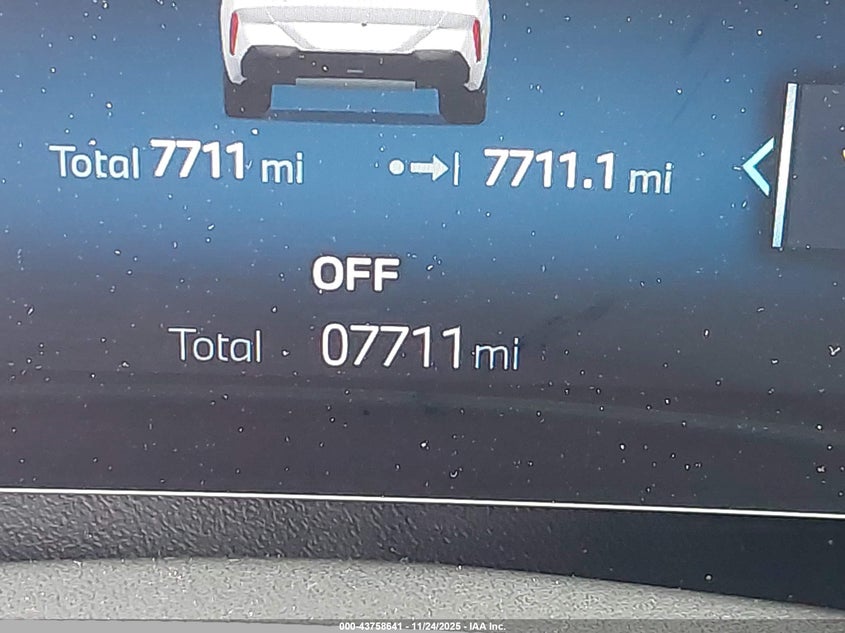 Total 7711 mi 7711.1 mi
OFF
Total 07711 mi
000-43758641 - 11/24/2025 - IAA Inc.